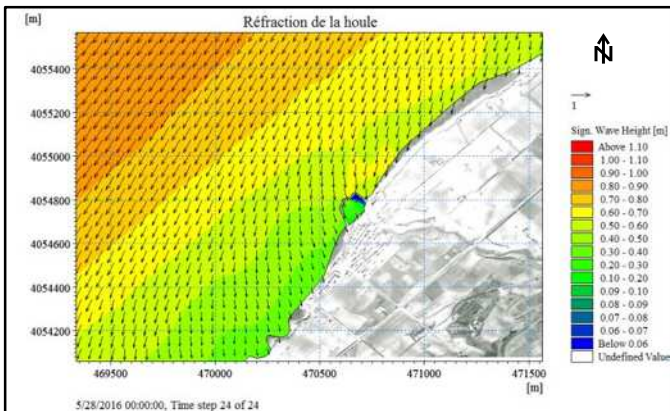 [m]
Réfraction de la houle
N
4055400
4055200
4055000
4054800
4054600
4054400
4054200
469500
470000
470500
471000
471500
[m]
1
Sign. Wave Height [m]
Above 1.10
1.00 - 1.10
0.90 - 1.00
0.80 - 0.90
0.70 - 0.80
0.60 - 0.70
0.50 - 0.60
0.40 - 0.50
0.30 - 0.40
0.20 - 0.30
0.10 - 0.20
0.09 - 0.10
0.08 - 0.09
0.07 - 0.08
0.06 - 0.07
Below 0.06
Undefined Value
5/28/2016 00:00:00, Time step 24 of 24